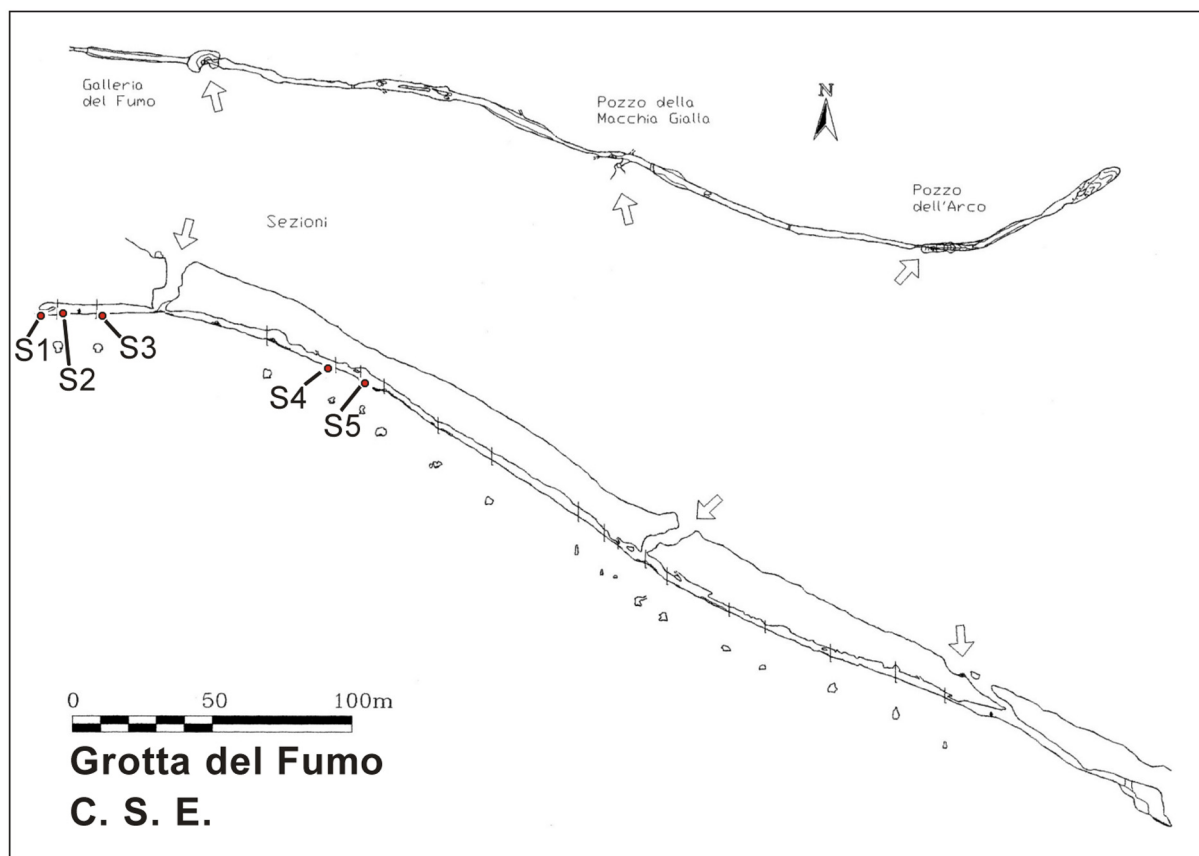 Galleria
del Fumo
Pozzo della
Macchia Gialla
N
Pozzo
dell'Arco
Sezioni
S1
S2
S3
S4
S5
0 50 100m
Grotta del Fumo
C. S. E.